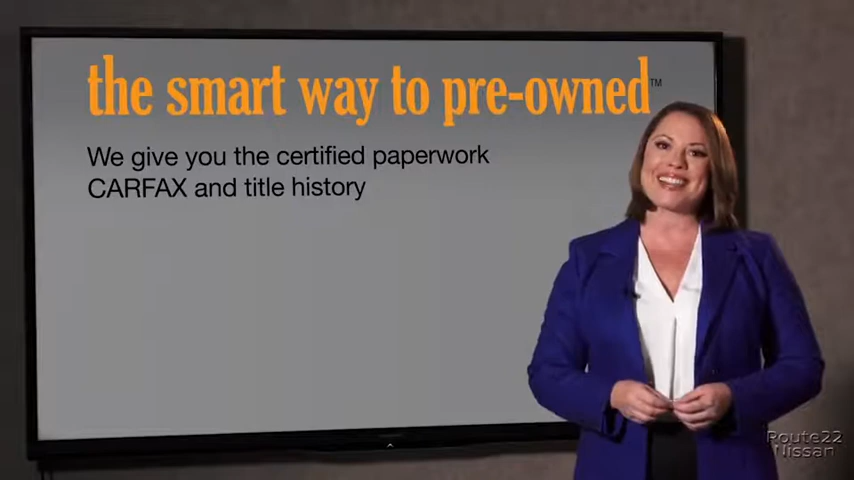 the smart way to pre-owned™
We give you the certified paperwork
CARFAX and title history
Route22
Nissan